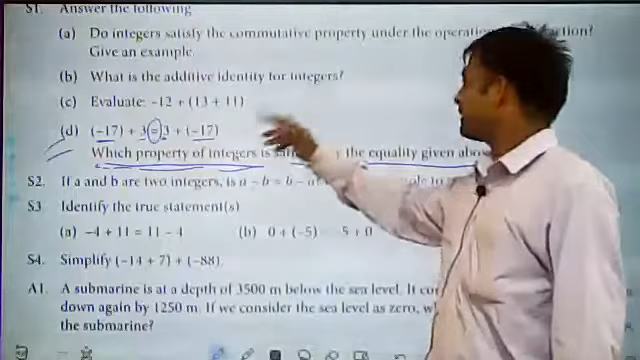 S1. Answer the following
(a) Do integers satisfy the commutative property under the
Give an example.
(b) What is the additive identity for integers?
(c) Evaluate: −12 + (13 + 11)
(d) (−17) + 3 = 3 + (−17)
Which property of integers is the equality given
S2. If a and b are two integers, is a − b = b − a
S3 Identify the true statement(s)
(a) −4 + 11 = 11 − 4 (b) 0 + (−5) 5 + 0
S4. Simplify (−14 + 7) + (−88).
A1. A submarine is at a depth of 3500 m below the sea level. It
down again by 1250 m. If we consider the sea level as zero,
the submarine?